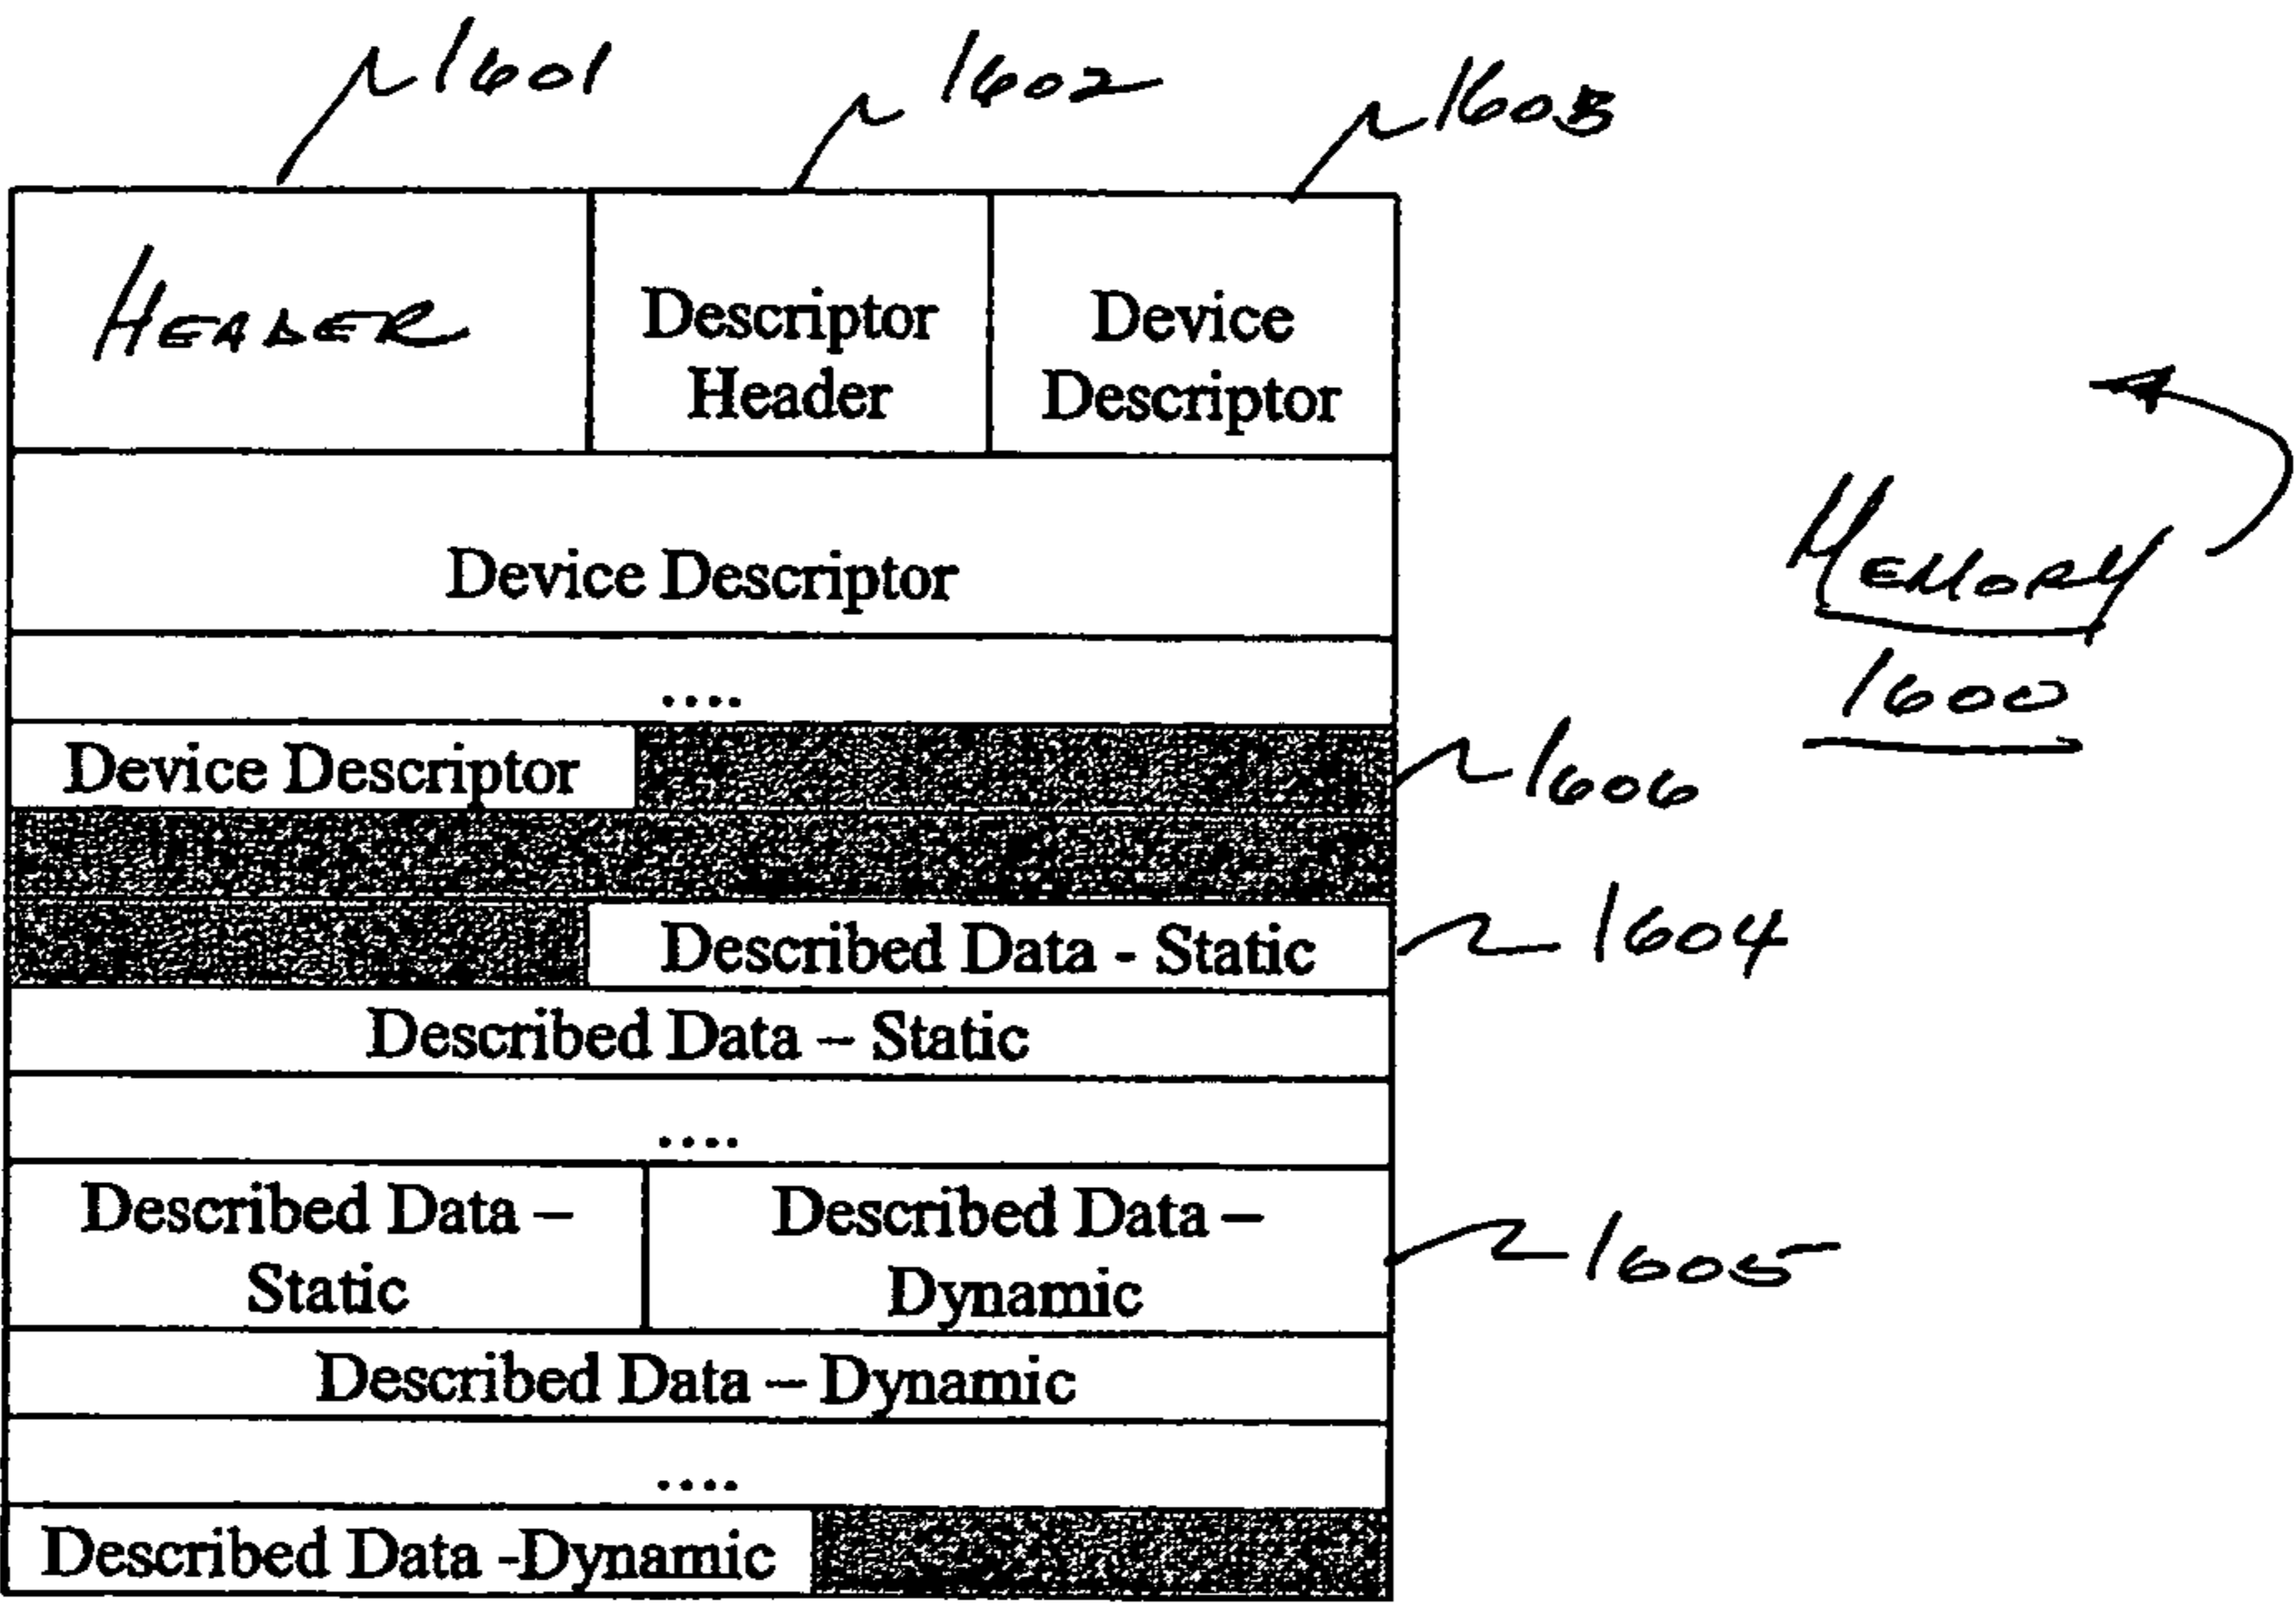 1601 1602 1603
HEADER Descriptor Device
Header Descriptor
Device Descriptor
....
MEMORY
1600
Device Descriptor 1606
Described Data - Static 1604
Described Data – Static
....
Described Data – Described Data – 1605
Static Dynamic
Described Data – Dynamic
....
Described Data -Dynamic